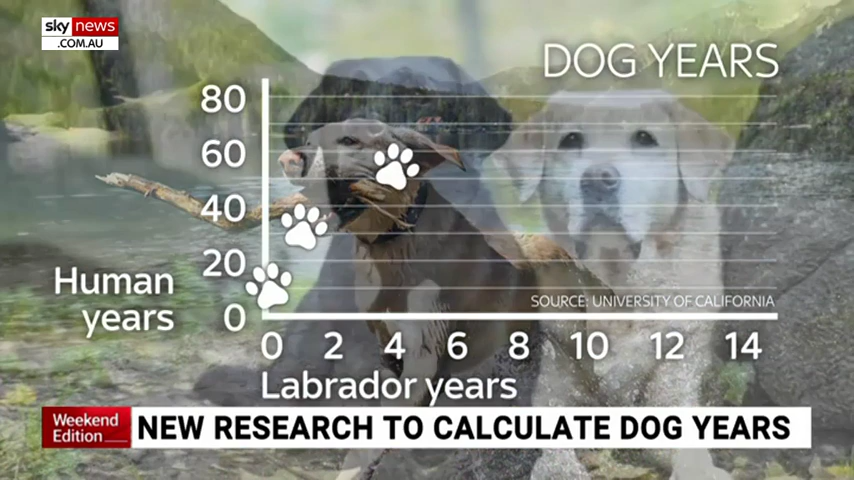 sky news
.COM.AU
DOG YEARS
80
60
40
20
0
Human
years
SOURCE: UNIVERSITY OF CALIFORNIA
0 2 4 6 8 10 12 14
Labrador years
Weekend
Edition
NEW RESEARCH TO CALCULATE DOG YEARS